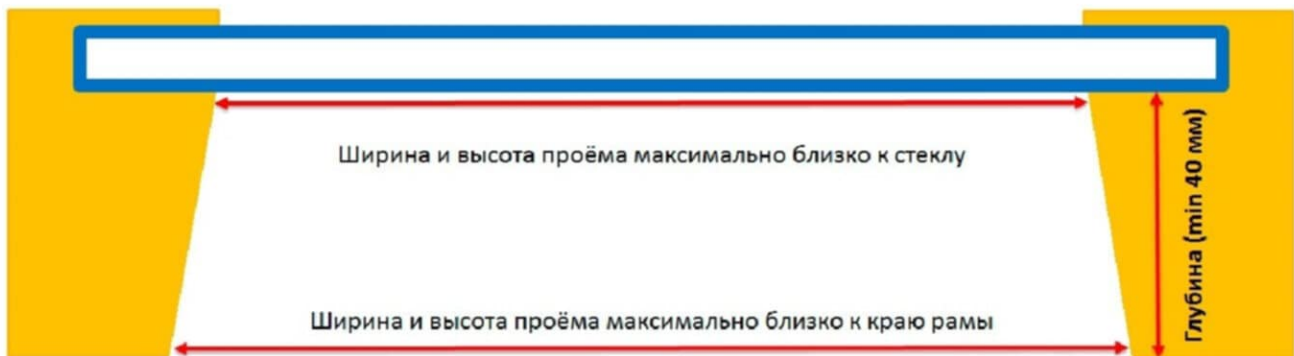 Ширина и высота проёма максимально близко к стеклу
Глубина (min 40 мм)
Ширина и высота проёма максимально близко к краю рамы